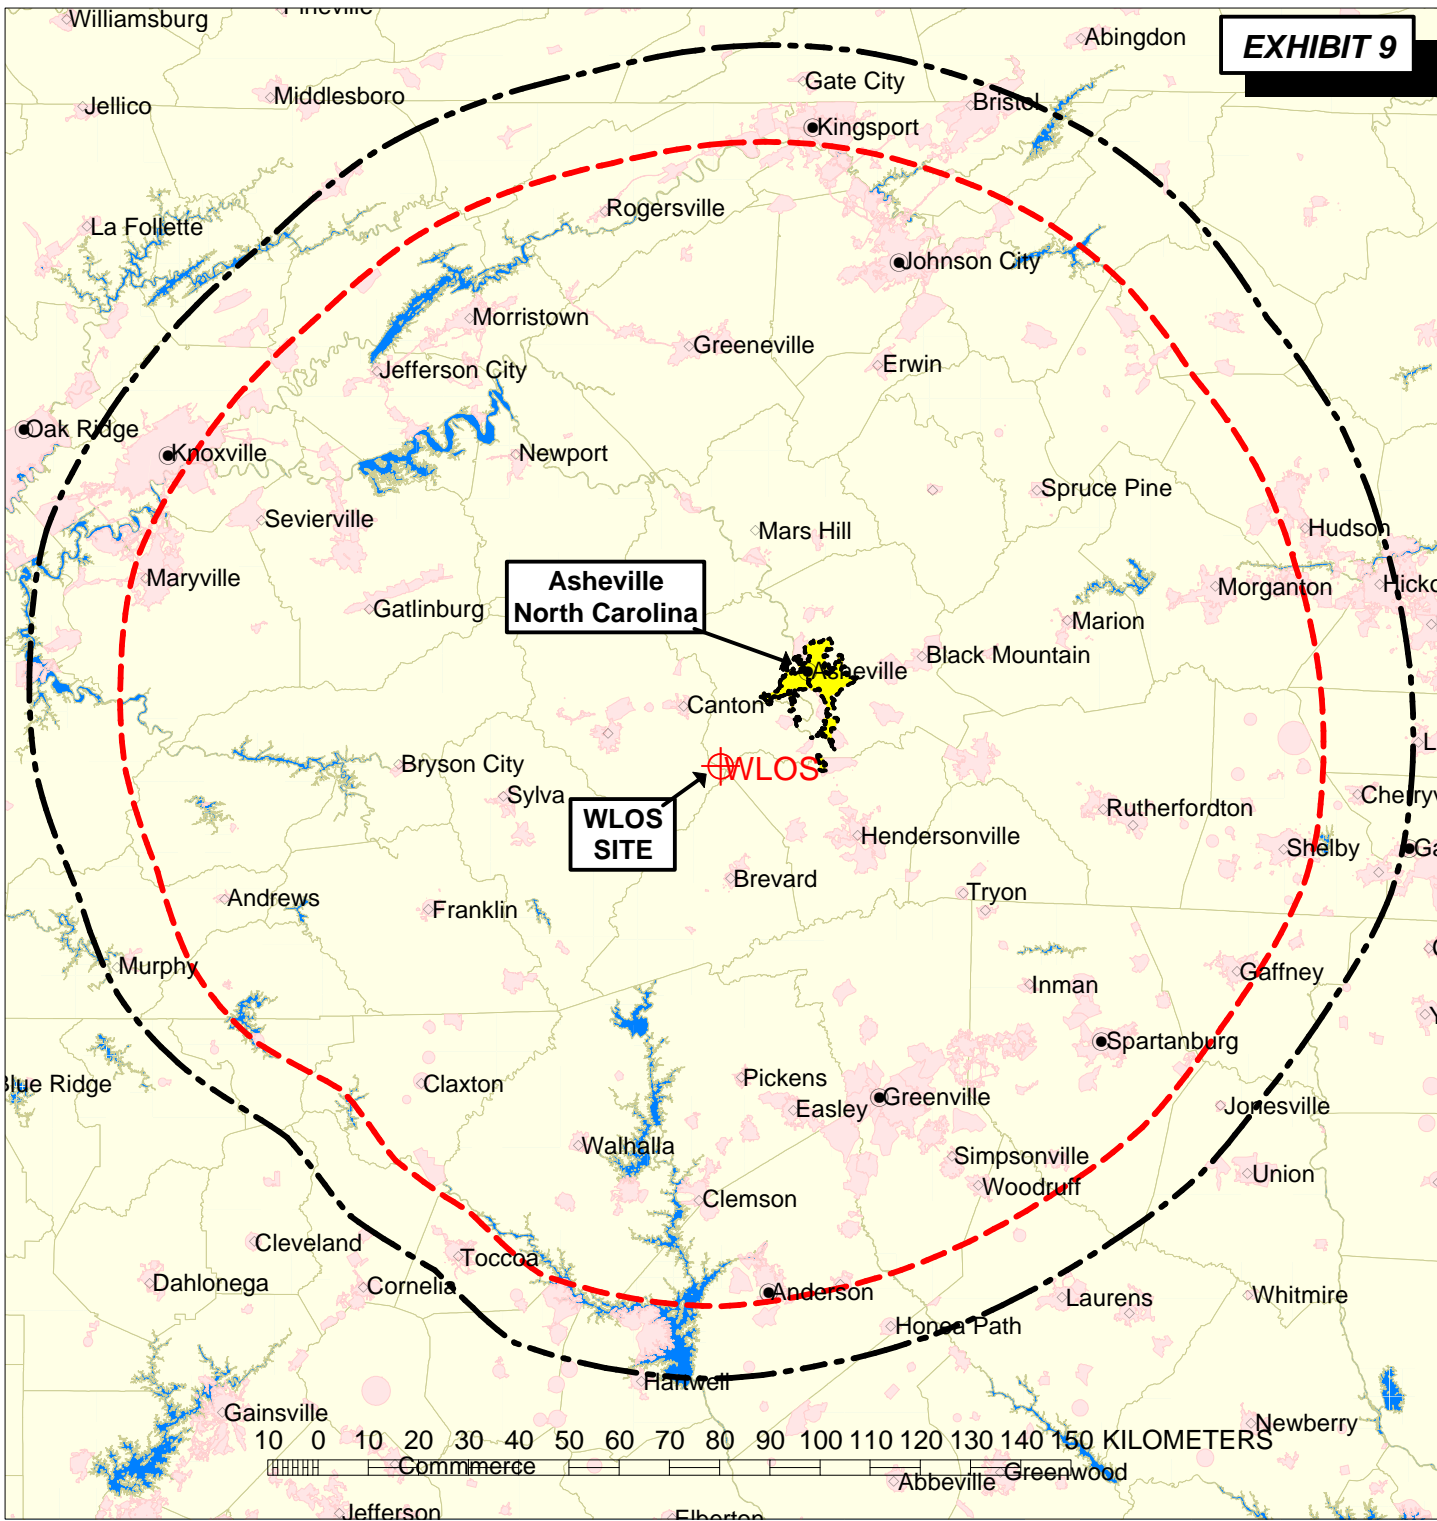 Williamsburg
Pineville
Abingdon
EXHIBIT 9
Gate City
Jellico
Middlesboro
Bristol
Kingsport
Rogersville
La Follette
Johnson City
Morristown
Greeneville
Jefferson City
Erwin
Oak Ridge
Knoxville
Newport
Spruce Pine
Sevierville
Mars Hill
Hudson
Maryville
Asheville
North Carolina
Gatlinburg
Morganton
Hicko
Marion
Black Mountain
Asheville
Canton
L
Bryson City
WLOS
Sylva
Cherryv
Rutherfordton
WLOS
SITE
Hendersonville
Shelby
Ga
Brevard
Andrews
Franklin
Tryon
Murphy
Gaffney
Inman
Y
Spartanburg
Blue Ridge
Claxton
Pickens
Easley
Greenville
Jonesville
Walhalla
Simpsonville
Woodruff
Union
Clemson
Cleveland
Toccoa
Dahlonega
Cornelia
Anderson
Laurens
Whitmire
Honea Path
Hartwell
Gainsville
Newberry
10 0 10 20 30 40 50 60 70 80 90 100 110 120 130 140 150 KILOMETERS
Commmerce
Greenwood
Abbeville
Jefferson
Elberton